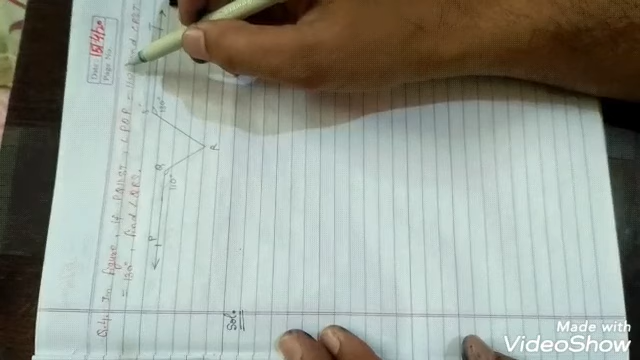 Date 15/4/20
Page No.
Q.4. In figure, if PQ||ST, ∠PQR = 110° and ∠RST
= 130°, find ∠QRS.
P Q 110° R 130° S T
Sol.
Made with
VideoShow